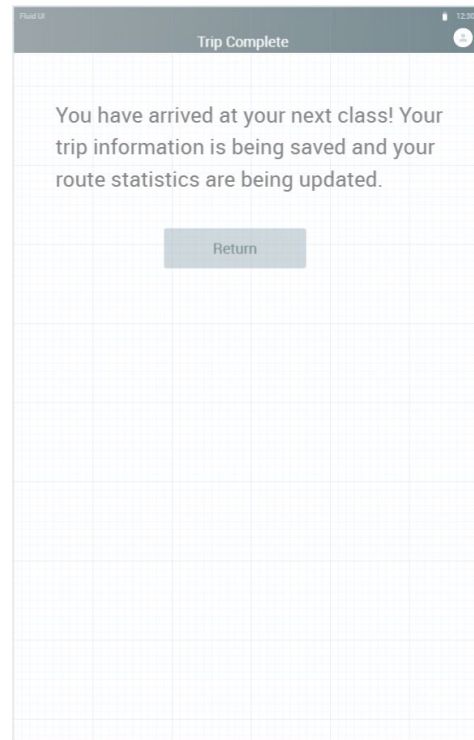 Fluid UI
12:30
Trip Complete
You have arrived at your next class! Your
trip information is being saved and your
route statistics are being updated.
Return